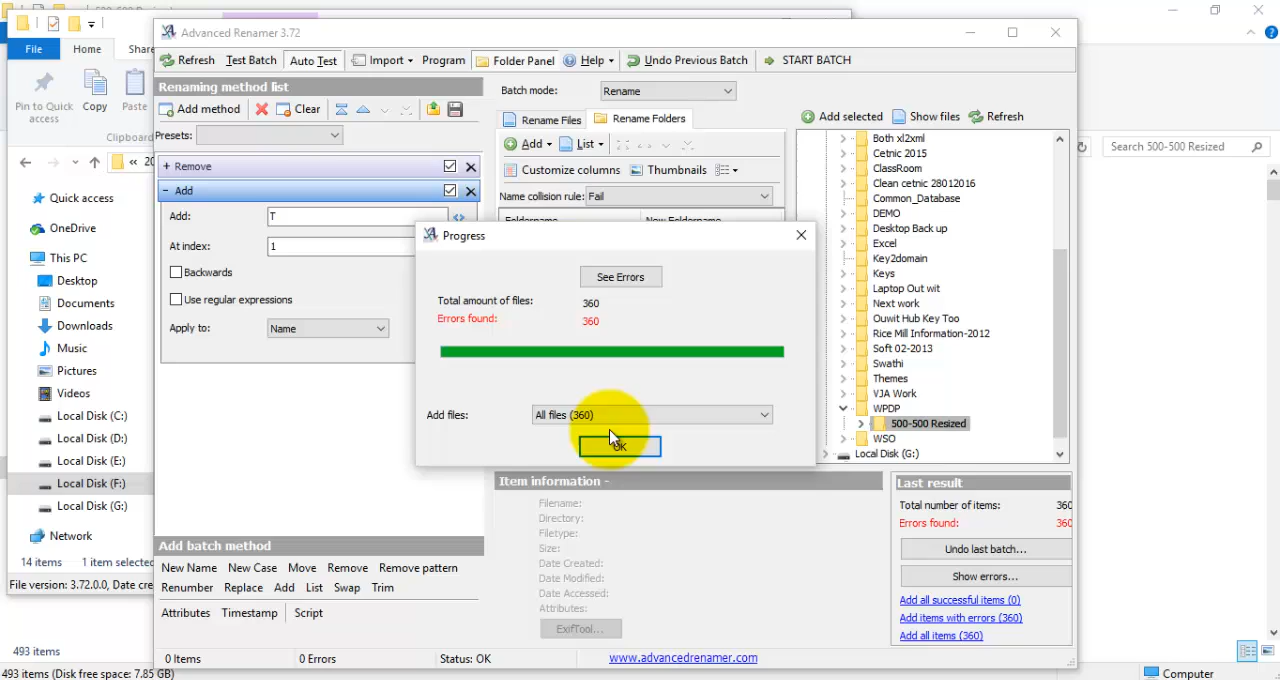 500-500 Resized
Advanced Renamer 3.72
File
Home
Share
Refresh
Test Batch
Auto Test
Import
Program
Folder Panel
Help
Undo Previous Batch
START BATCH
Pin to Quick access
Copy
Paste
Clipboard
Renaming method list
Add method
Clear
Presets:
+ Remove
- Add
Add:
T
At index:
1
Backwards
Use regular expressions
Apply to:
Name
Batch mode:
Rename
Rename Files
Rename Folders
Add
List
Customize columns
Thumbnails
Name collision rule:
Fail
Foldername
New Foldername
Add selected
Show files
Refresh
Both xl2xml
Cetnic 2015
ClassRoom
Clean cetnic 28012016
Common_Database
DEMO
Desktop Back up
Excel
Key2domain
Keys
Laptop Out wit
Next work
Ouwit Hub Key Too
Rice Mill Information-2012
Soft 02-2013
Swathi
Themes
VJA Work
WPDP
500-500 Resized
WSO
Local Disk (G:)
Search 500-500 Resized
« 20
Quick access
OneDrive
This PC
Desktop
Documents
Downloads
Music
Pictures
Videos
Local Disk (C:)
Local Disk (D:)
Local Disk (E:)
Local Disk (F:)
Local Disk (G:)
Network
14 items
1 item selected
File version: 3.72.0.0, Date cre
Progress
See Errors
Total amount of files:
360
Errors found:
360
Add files:
All files (360)
OK
Item information -
Filename:
Directory:
Filetype:
Size:
Date Created:
Date Modified:
Date Accessed:
Attributes:
ExifTool...
Last result
Total number of items:
360
Errors found:
360
Undo last batch...
Show errors...
Add all successful items (0)
Add items with errors (360)
Add all items (360)
Add batch method
New Name
New Case
Move
Remove
Remove pattern
Renumber
Replace
Add
List
Swap
Trim
Attributes
Timestamp
Script
0 Items
0 Errors
Status: OK
www.advancedrenamer.com
493 items
493 items (Disk free space: 7.85 GB)
Computer